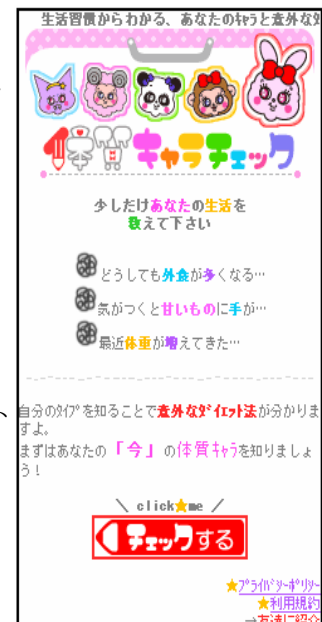 生活習慣からわかる、あなたのｷｬﾗと意外な
キャラチェック
少しだけあなたの生活を
教えて下さい
どうしても外食が多くなる…
気がつくと甘いものに手が…
最近体重が増えてきた…
自分のﾀｲﾌﾟを知ることで意外なﾀﾞｲｴｯﾄ法が分かりま
すよ。
まずはあなたの「今」の体質ｷｬﾗを知りましょ
う！
＼ click★me ／
チェックする
★ﾌﾟﾗｲﾊﾞｼｰﾎﾟﾘｼｰ
★利用規約
→友達に紹介